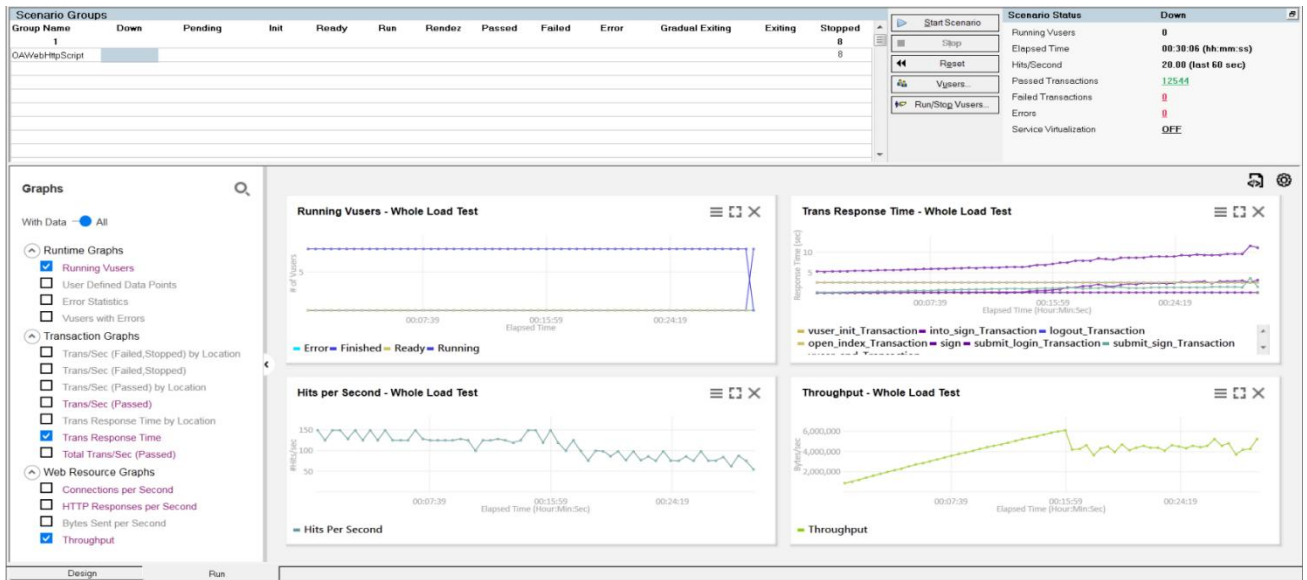 Scenario Groups
Group Name Down Pending Init Ready Run Rendez Passed Failed Error Gradual Exiting Exiting Stopped
1 8
OAWebHttpScript 8
Start Scenario
Stop
Reset
Vusers...
Run/Stop Vusers...
Scenario Status Down
Running Vusers 0
Elapsed Time 00:30:06 (hh:mm:ss)
Hits/Second 20.00 (last 60 sec)
Passed Transactions 12544
Failed Transactions 0
Errors 0
Service Virtualization OFF
Graphs
With Data All
Runtime Graphs
Running Vusers
User Defined Data Points
Error Statistics
Vusers with Errors
Transaction Graphs
Trans/Sec (Failed,Stopped) by Location
Trans/Sec (Failed,Stopped)
Trans/Sec (Passed) by Location
Trans/Sec (Passed)
Trans Response Time by Location
Trans Response Time
Total Trans/Sec (Passed)
Web Resource Graphs
Connections per Second
HTTP Responses per Second
Bytes Sent per Second
Throughput
Running Vusers - Whole Load Test
# of Vusers
5
00:07:39 00:15:59 00:24:19
Elapsed Time
Error Finished Ready Running
Trans Response Time - Whole Load Test
Response Time (sec)
10
5
00:07:39 00:15:59 00:24:19
Elapsed Time (Hour:Min:Sec)
vuser_init_Transaction into_sign_Transaction logout_Transaction
open_index_Transaction sign submit_login_Transaction submit_sign_Transaction
Hits per Second - Whole Load Test
#Hits/sec
150
100
50
00:07:39 00:15:59 00:24:19
Elapsed Time (Hour:Min:Sec)
Hits Per Second
Throughput - Whole Load Test
Bytes/sec
6,000,000
4,000,000
2,000,000
00:07:39 00:15:59 00:24:19
Elapsed Time (Hour:Min:Sec)
Throughput
Design Run